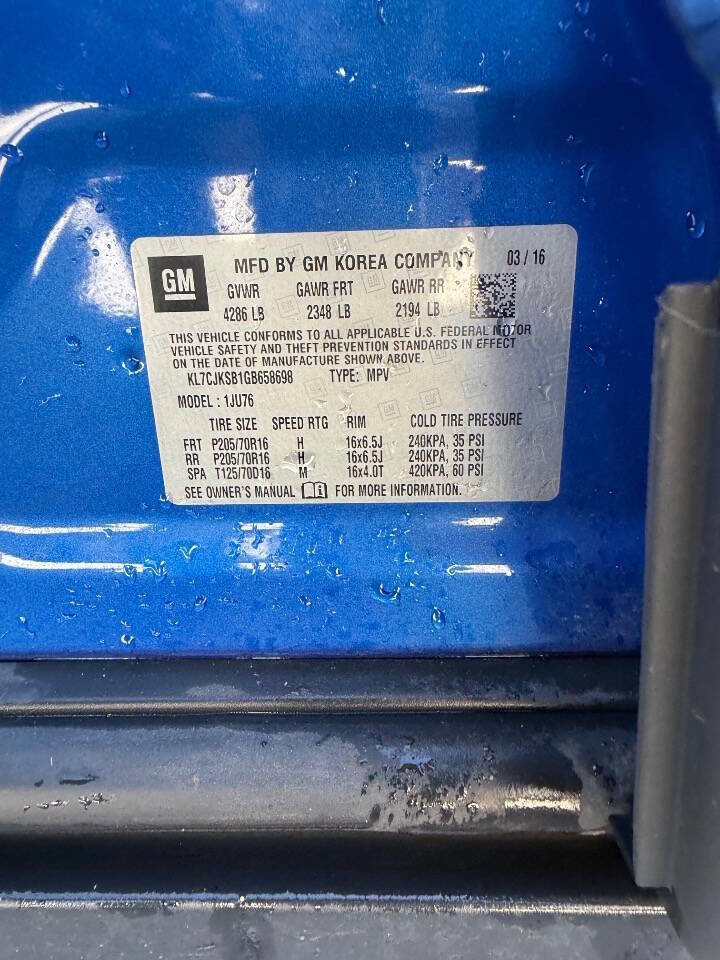 GM MFD BY GM KOREA COMPANY 03 / 16
GVWR GAWR FRT GAWR RR
4286 LB 2348 LB 2194 LB
THIS VEHICLE CONFORMS TO ALL APPLICABLE U.S. FEDERAL MOTOR
VEHICLE SAFETY AND THEFT PREVENTION STANDARDS IN EFFECT
ON THE DATE OF MANUFACTURE SHOWN ABOVE.
KL7CJKSB1GB658698 TYPE: MPV
MODEL : 1JU76
TIRE SIZE SPEED RTG RIM COLD TIRE PRESSURE
FRT P205/70R16 H 16x6.5J 240KPA, 35 PSI
RR P205/70R16 H 16x6.5J 240KPA, 35 PSI
SPA T125/70D16 M 16x4.0T 420KPA, 60 PSI
SEE OWNER'S MANUAL FOR MORE INFORMATION.